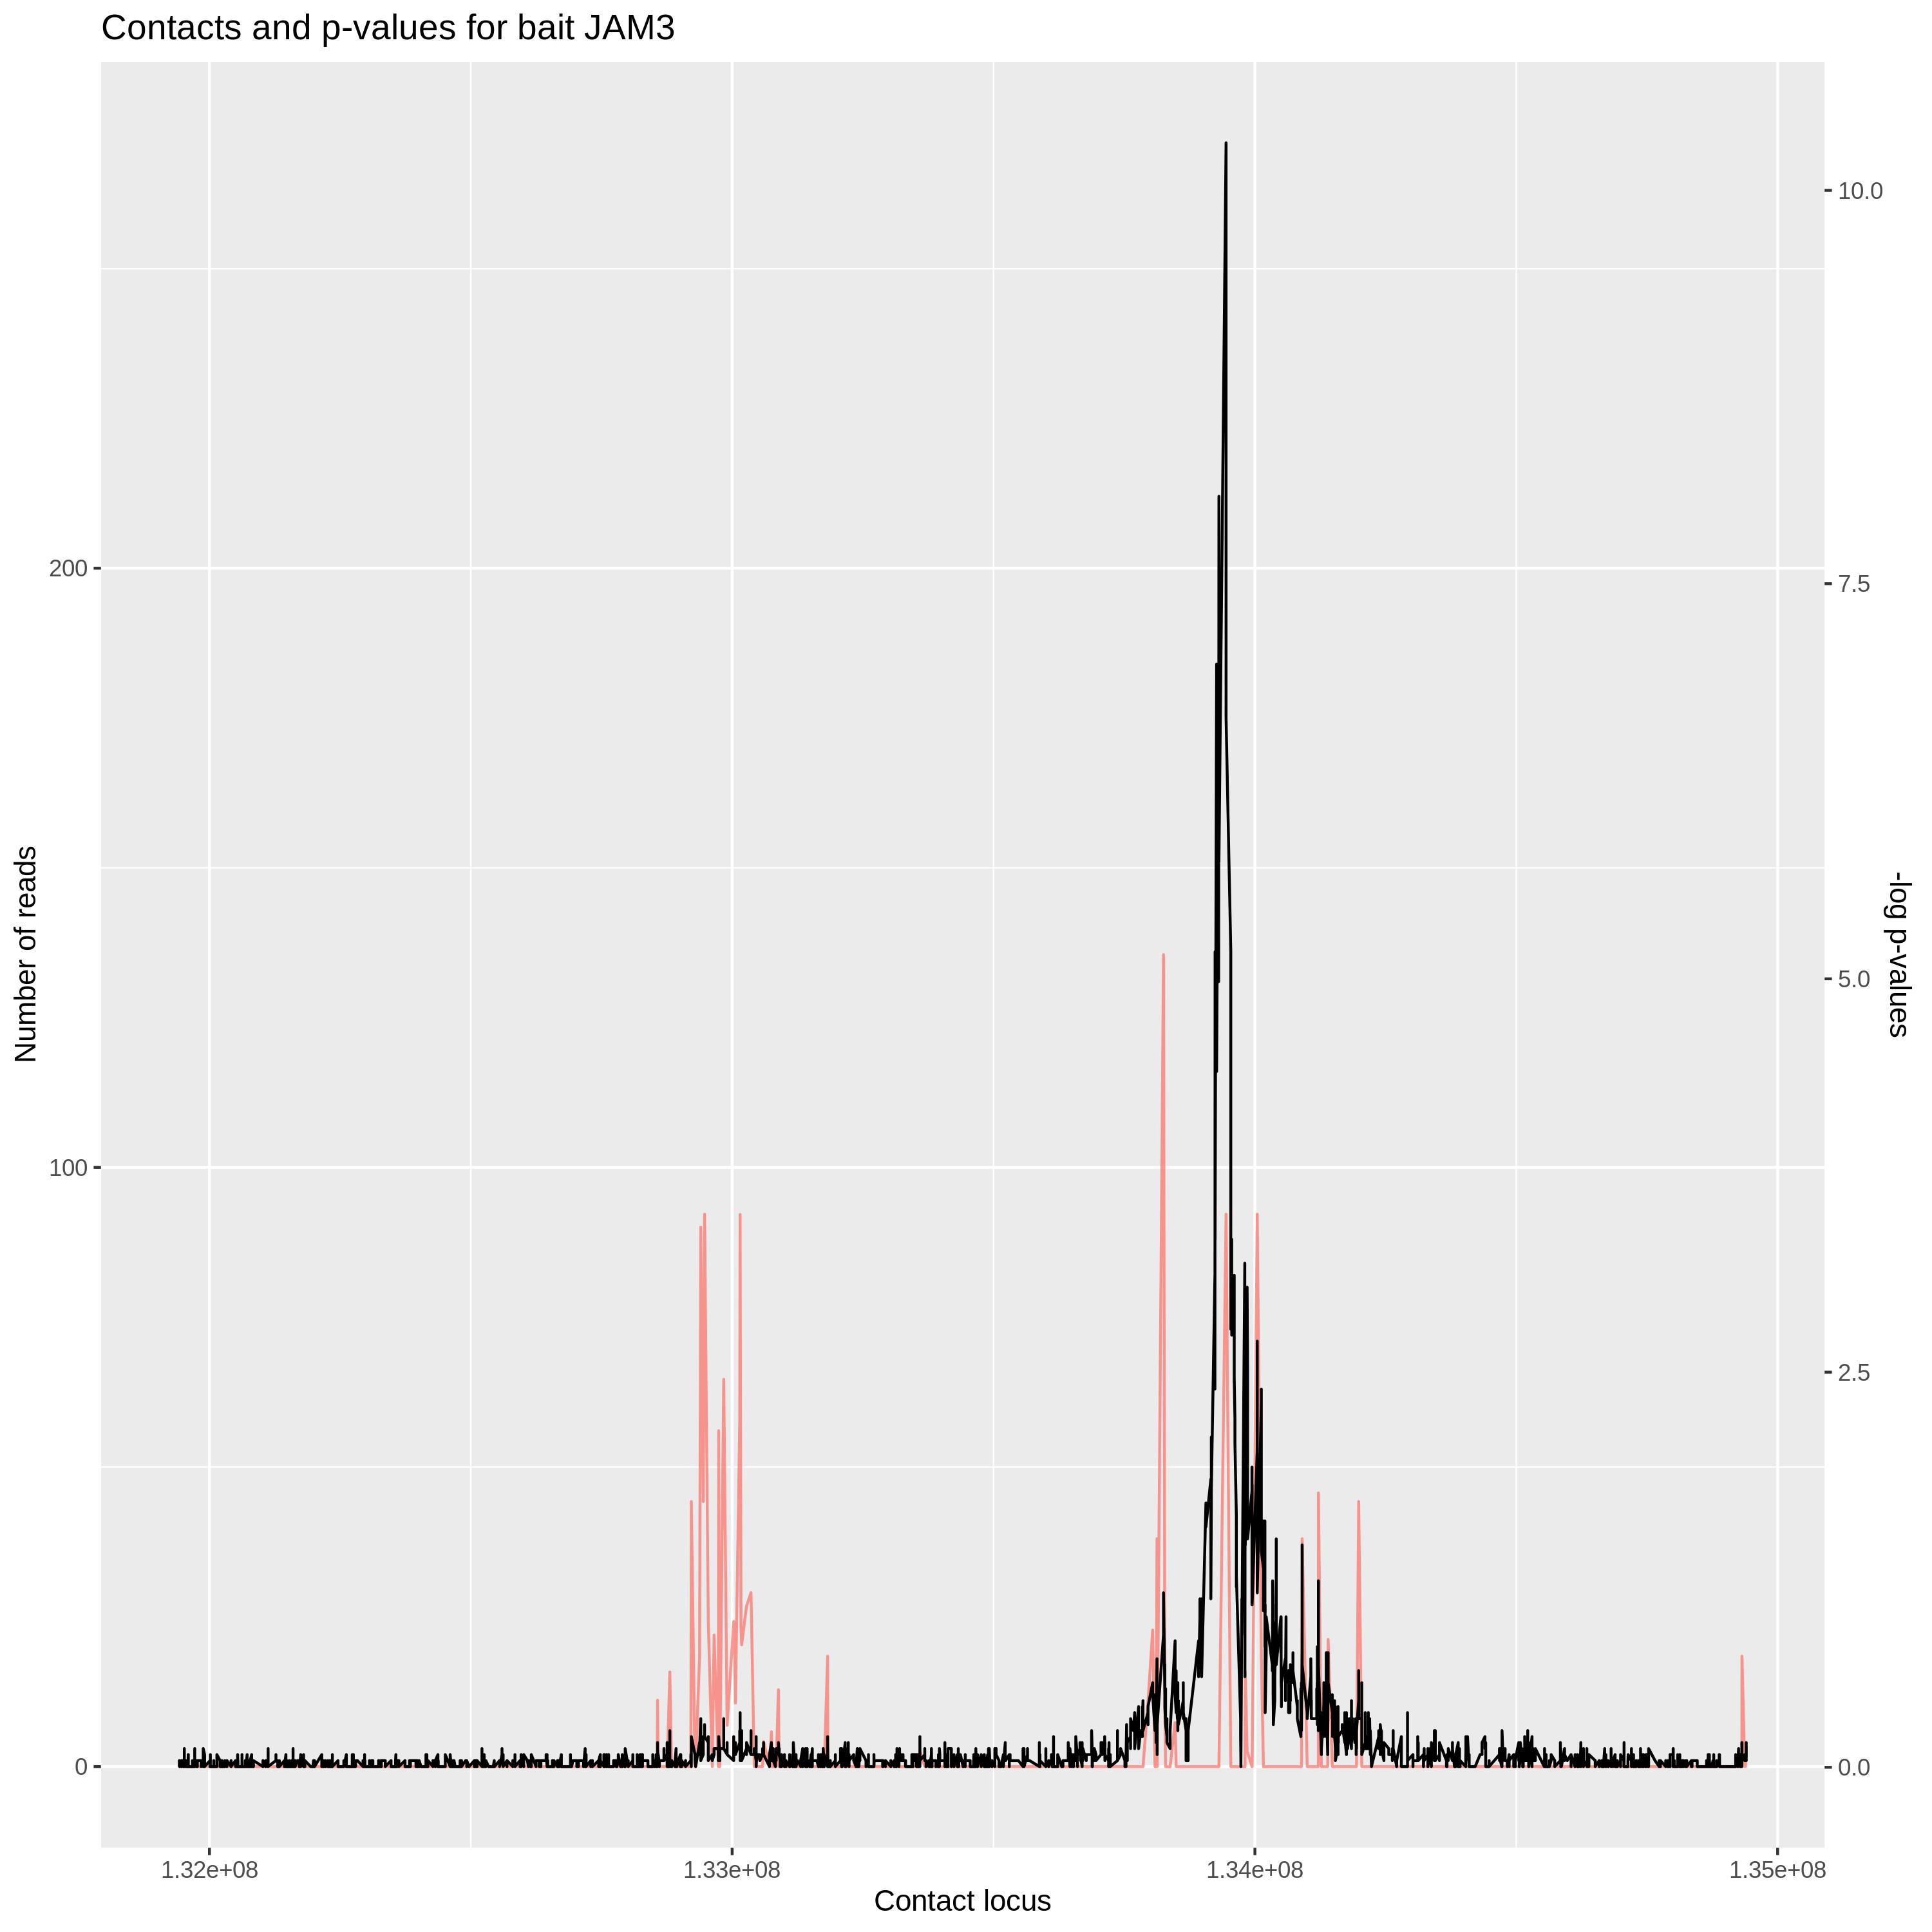 Contacts and p-values for bait JAM3
10.0
200
7.5
Number of reads
-log p-values
5.0
100
2.5
0
0.0
1.32e+08
1.33e+08
1.34e+08
1.35e+08
Contact locus